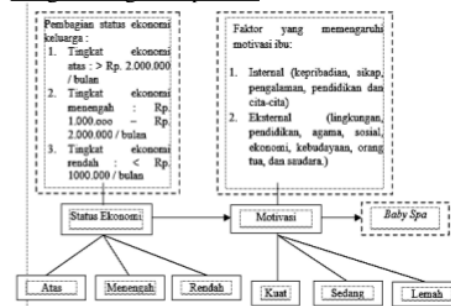 Pembagian status ekonomi
keluarga :
1. Tingkat ekonomi
atas : > Rp. 2.000.000
/ bulan
2. Tingkat ekonomi
menengah : Rp.
1.000.000 – Rp.
2.000.000 / bulan
3. Tingkat ekonomi
rendah : < Rp.
1000.000 / bulan
Faktor yang memengaruhi
motivasi ibu:
1. Internal (kepribadian, sikap,
pengalaman, pendidikan dan
cita-cita)
2. Eksternal (lingkungan,
pendidikan, agama, sosial,
ekonomi, kebudayaan, orang
tua, dan saudara.)
Status Ekonomi
Motivasi
Baby Spa
Atas
Menengah
Rendah
Kuat
Sedang
Lemah